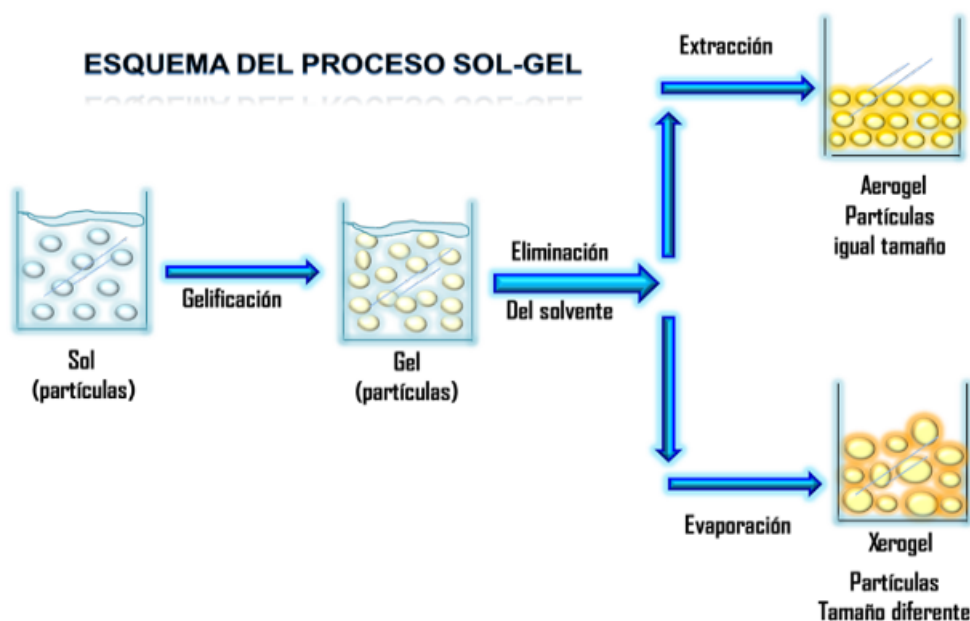 ESQUEMA DEL PROCESO SOL-GEL
Extracción
Aerogel
Partículas
igual tamaño
Gelificación
Eliminación
Del solvente
Sol
(partículas)
Gel
(partículas)
Evaporación
Xerogel
Partículas
Tamaño diferente